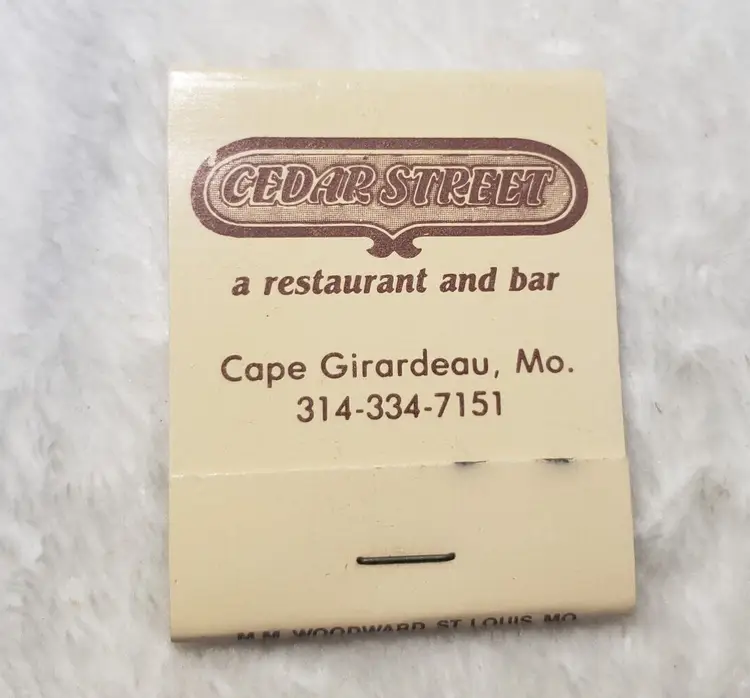 CEDAR STREET
a restaurant and bar
Cape Girardeau, Mo.
314-334-7151
M.M. WOODWARD ST LOUIS MO